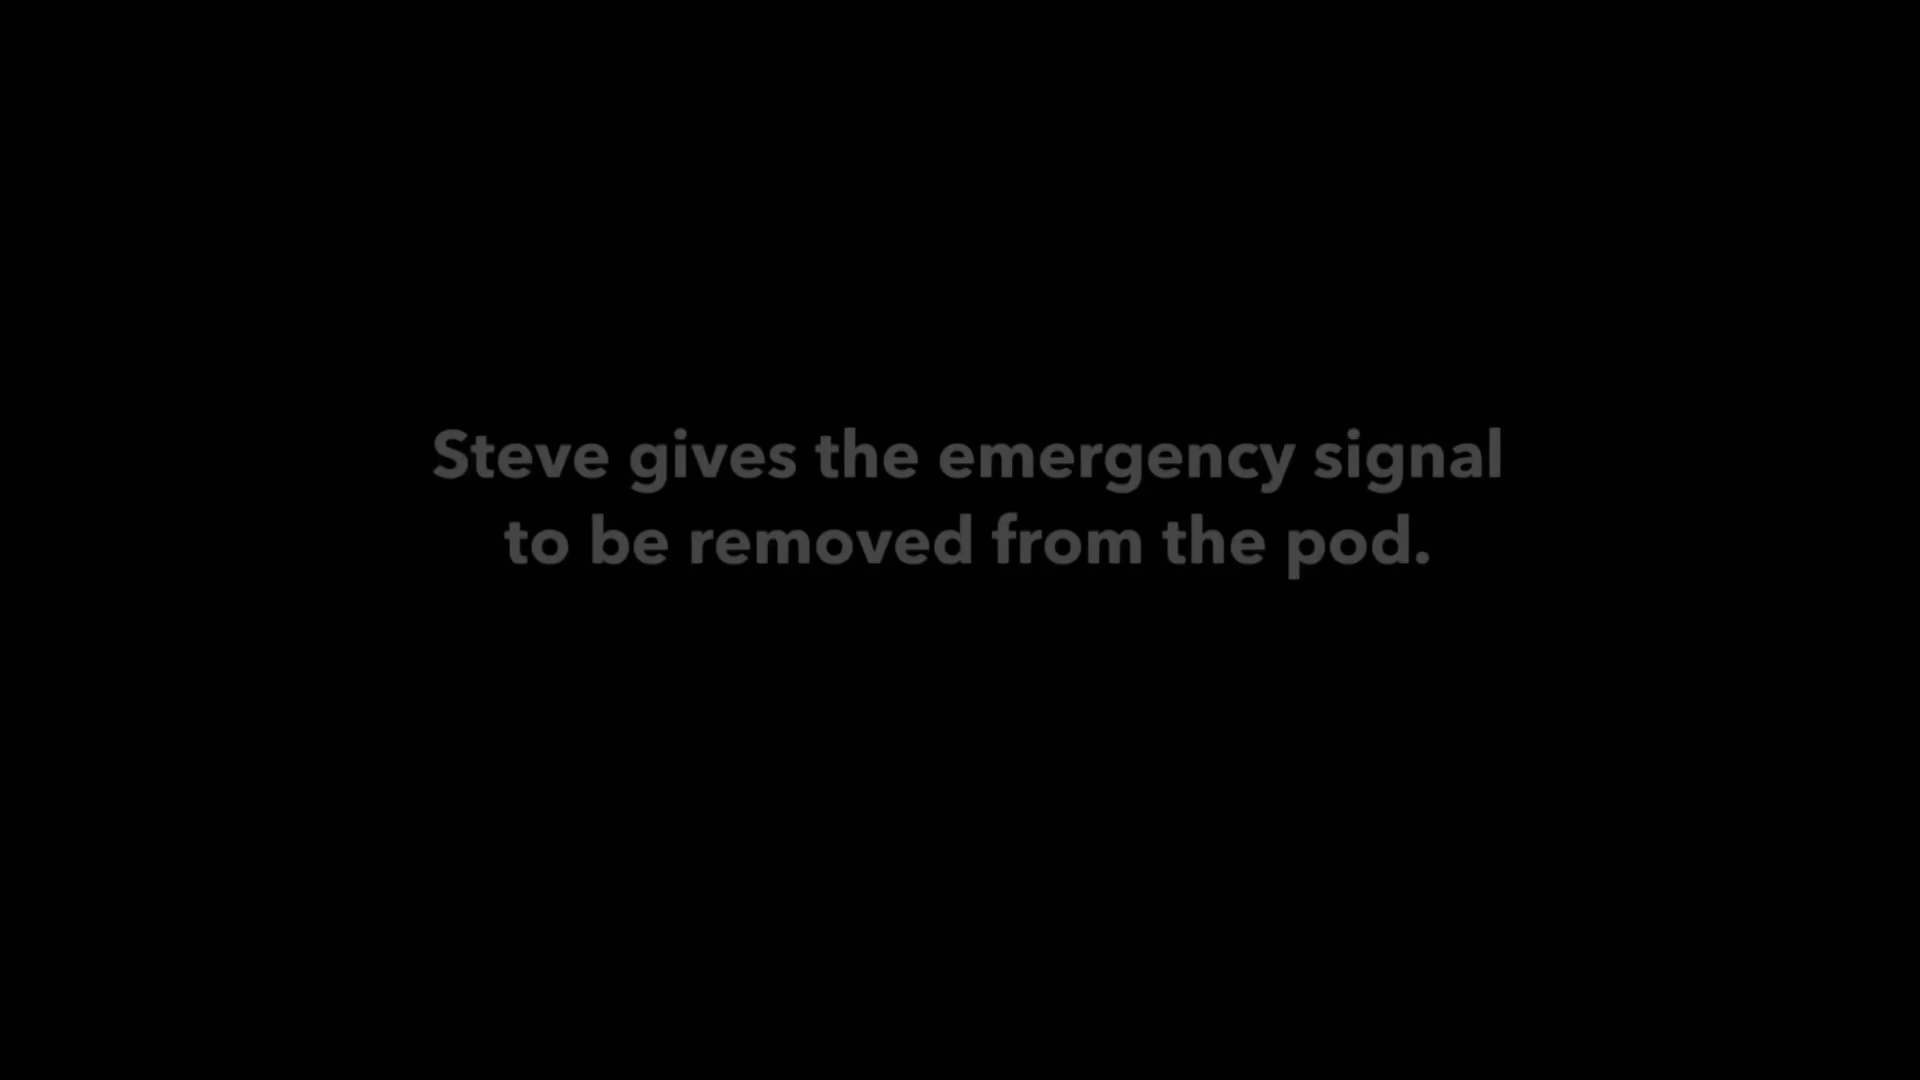 Steve gives the emergency signal
to be removed from the pod.